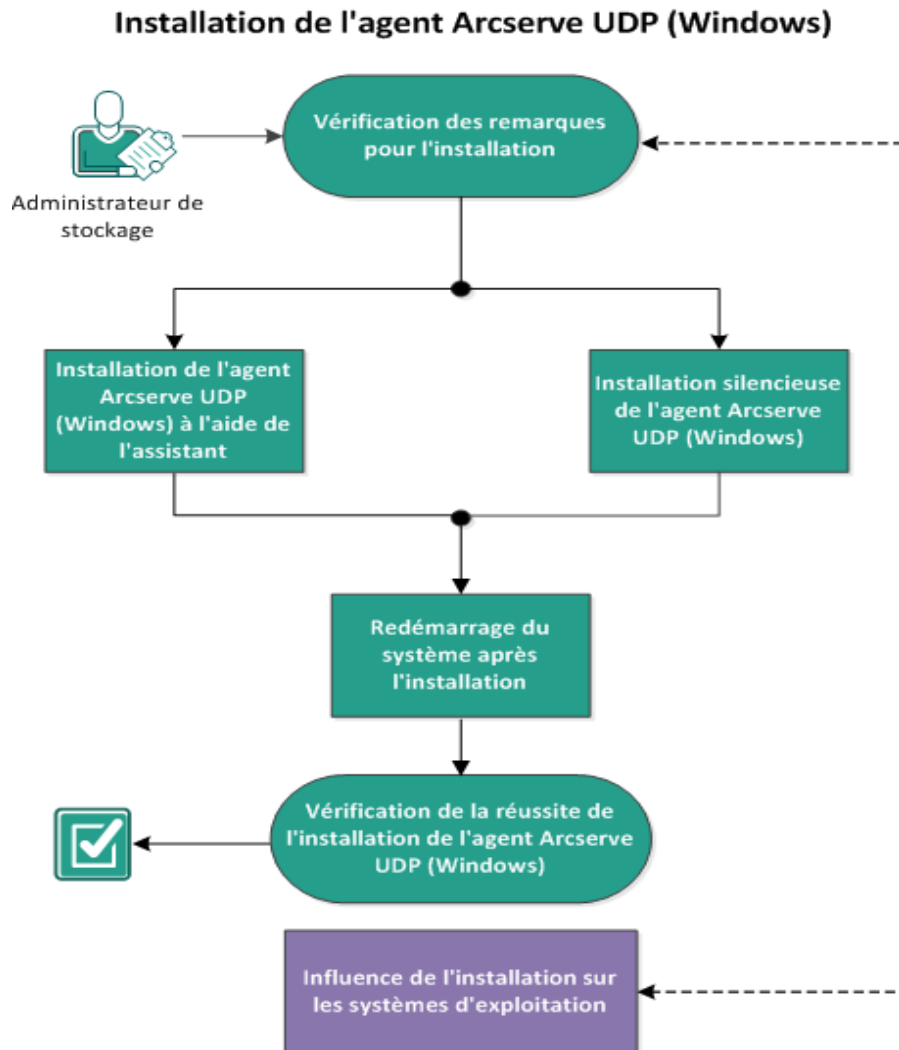 Installation de l'agent Arcserve UDP (Windows)
Vérification des remarques
pour l'installation
Administrateur de
stockage
Installation de l'agent
Arcserve UDP
(Windows) à l'aide de
l'assistant
Installation silencieuse
de l'agent Arcserve
UDP (Windows)
Redémarrage du
système après
l'installation
Vérification de la réussite de
l'installation de l'agent Arcserve
UDP (Windows)
Influence de l'installation sur
les systèmes d'exploitation